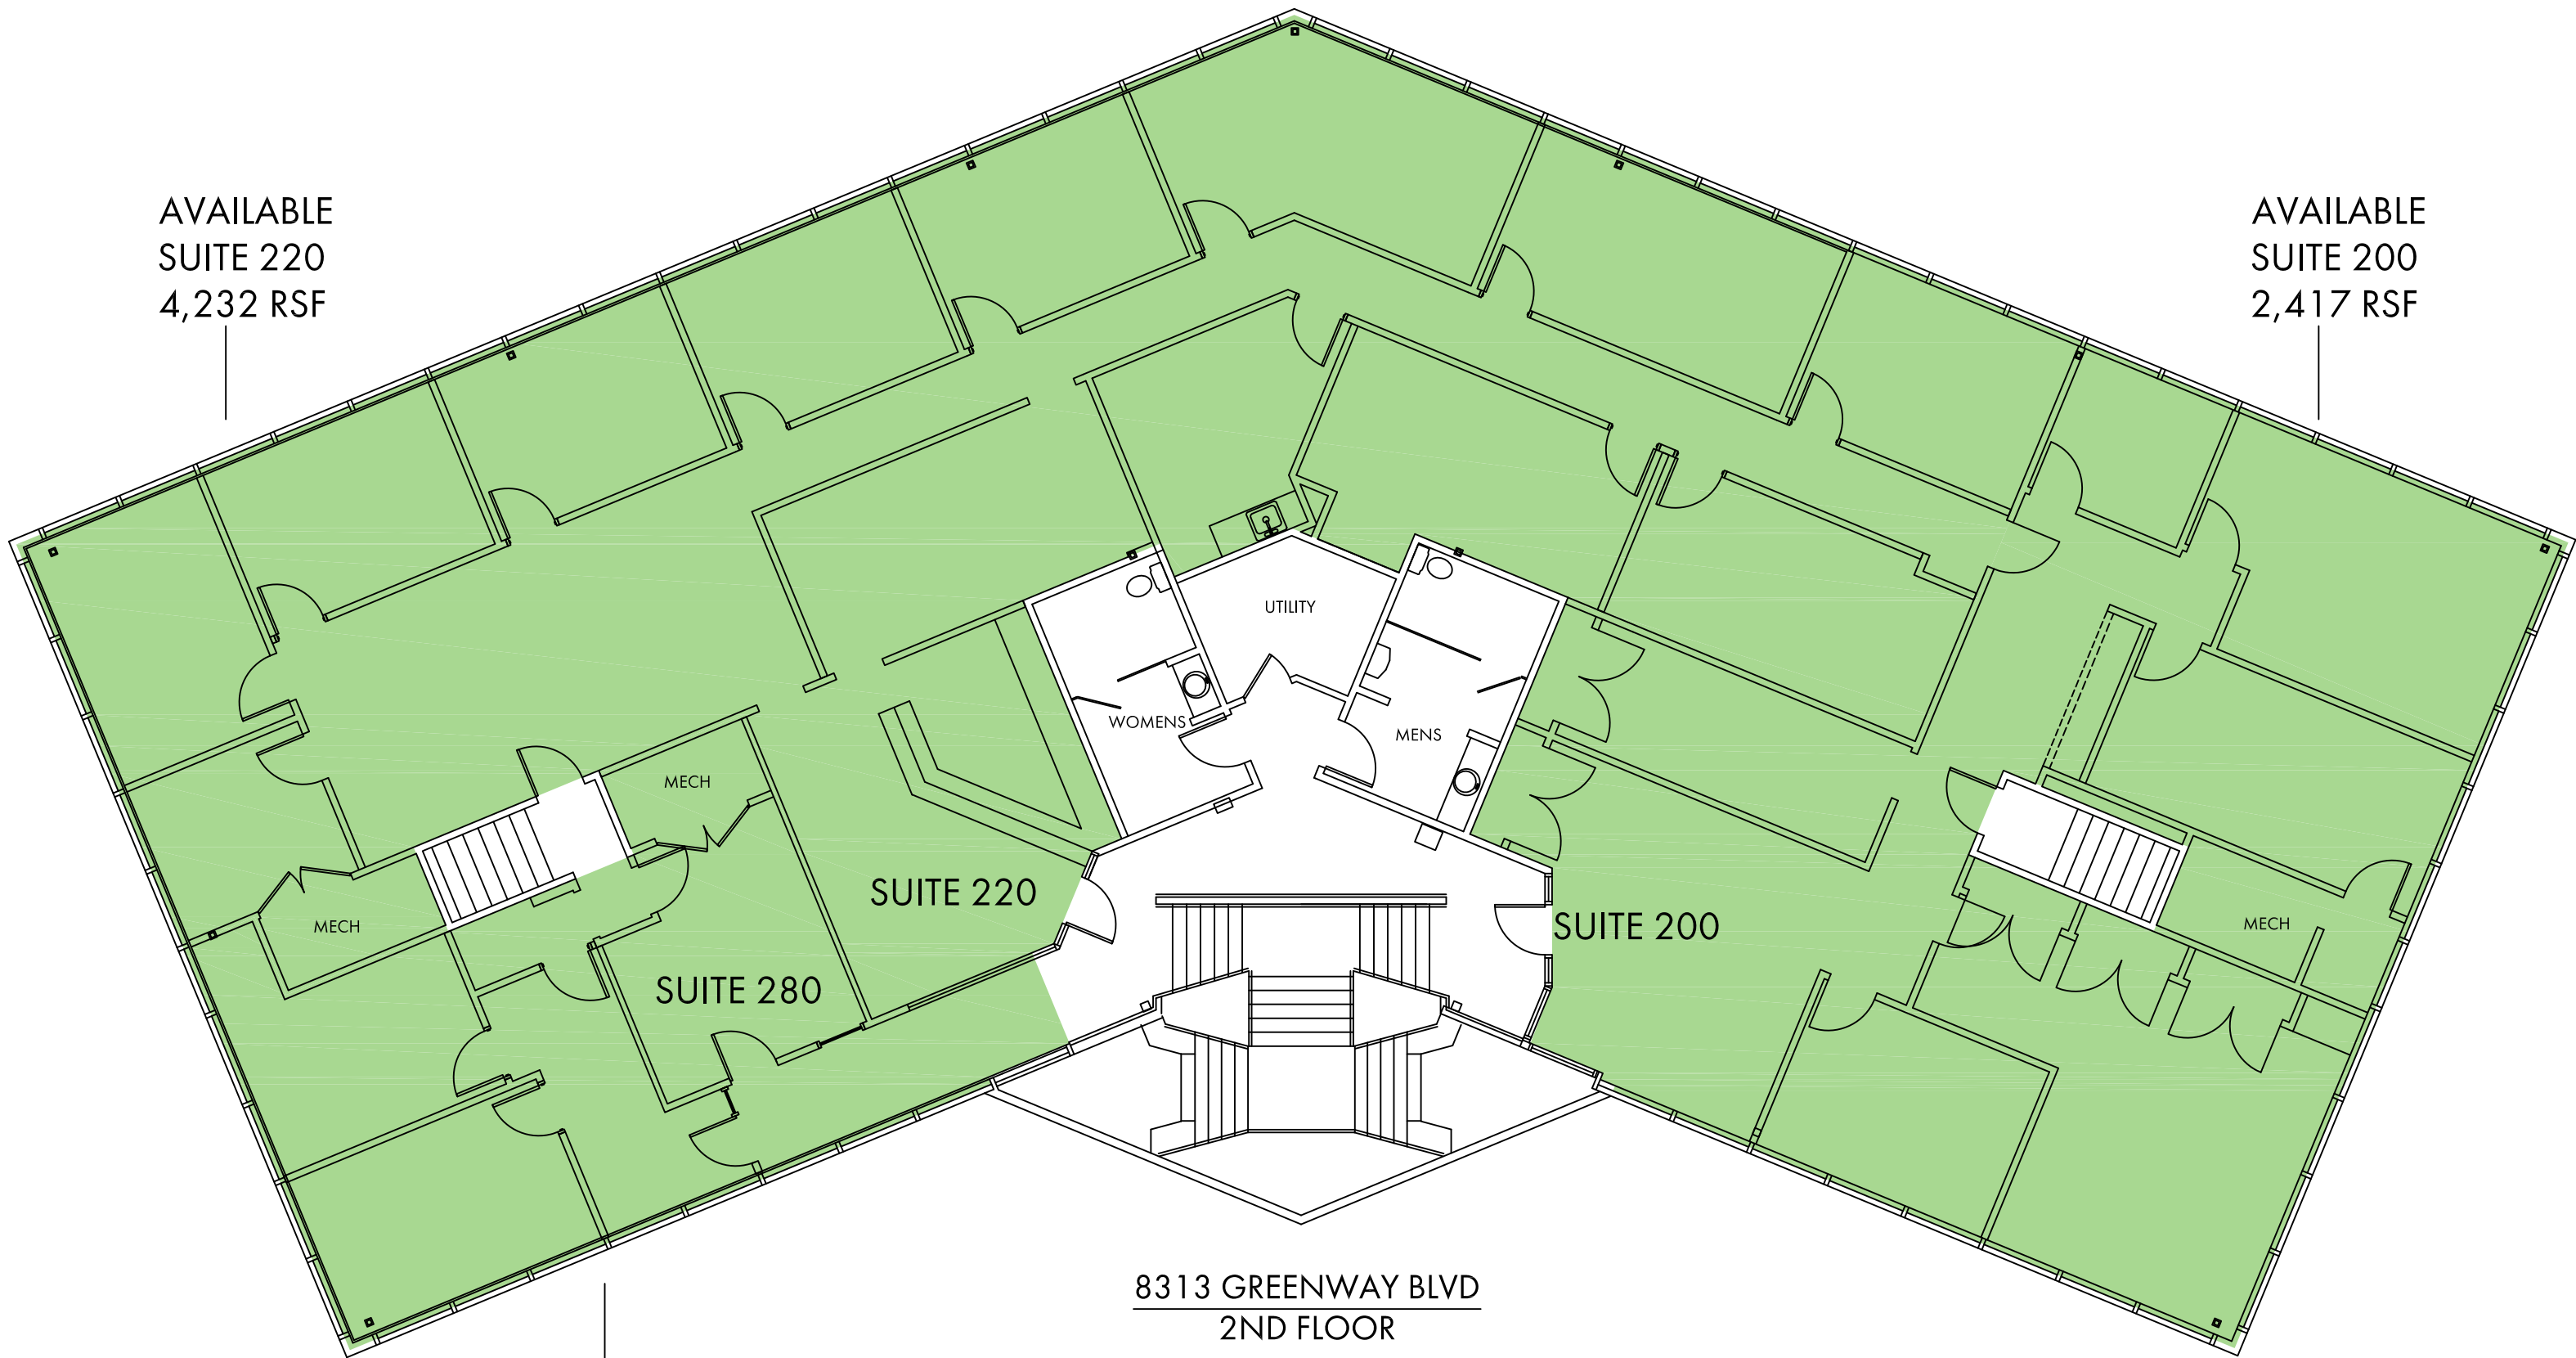 AVAILABLE
SUITE 220
4,232 RSF
AVAILABLE
SUITE 200
2,417 RSF
UTILITY
WOMENS
MENS
MECH
MECH
MECH
SUITE 220
SUITE 200
SUITE 280
8313 GREENWAY BLVD
2ND FLOOR